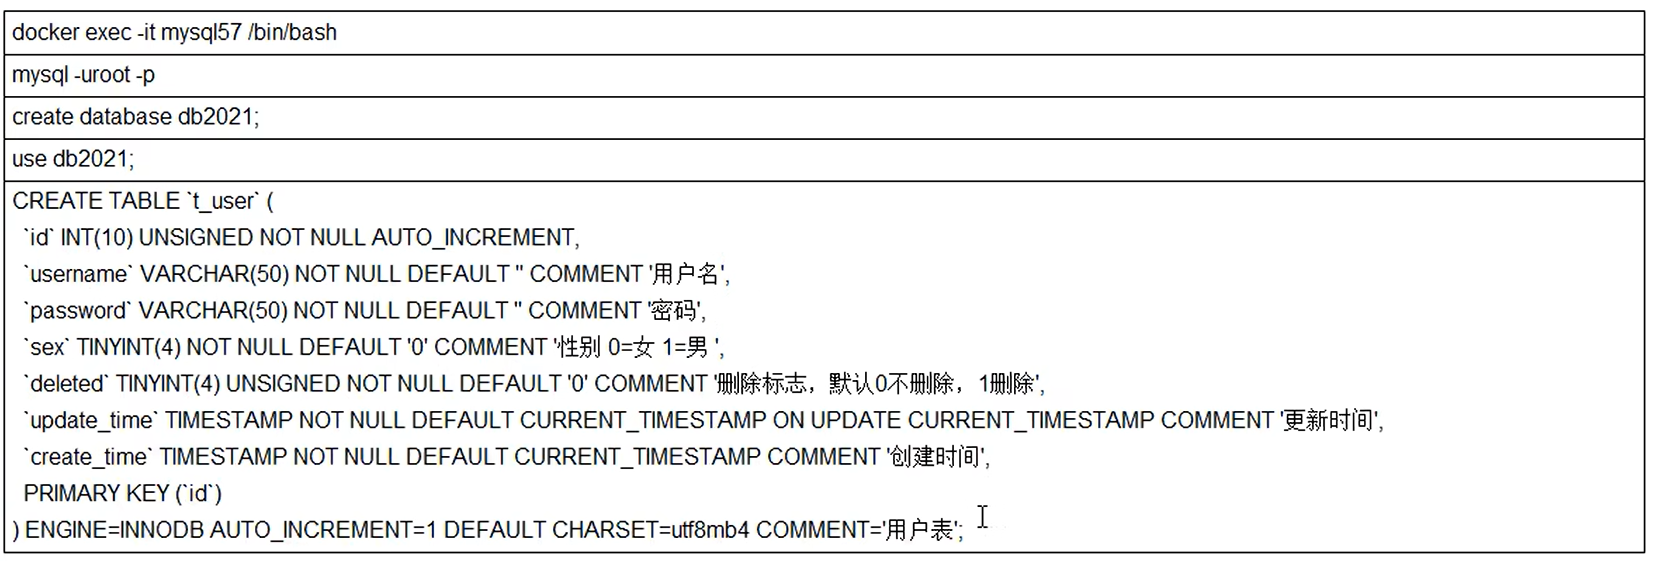 docker exec -it mysql57 /bin/bash
mysql -uroot -p
create database db2021;
use db2021;
CREATE TABLE `t_user` (
`id` INT(10) UNSIGNED NOT NULL AUTO_INCREMENT,
`username` VARCHAR(50) NOT NULL DEFAULT '' COMMENT '用户名',
`password` VARCHAR(50) NOT NULL DEFAULT '' COMMENT '密码',
`sex` TINYINT(4) NOT NULL DEFAULT '0' COMMENT '性别 0=女 1=男 ',
`deleted` TINYINT(4) UNSIGNED NOT NULL DEFAULT '0' COMMENT '删除标志，默认0不删除，1删除',
`update_time` TIMESTAMP NOT NULL DEFAULT CURRENT_TIMESTAMP ON UPDATE CURRENT_TIMESTAMP COMMENT '更新时间',
`create_time` TIMESTAMP NOT NULL DEFAULT CURRENT_TIMESTAMP COMMENT '创建时间',
PRIMARY KEY (`id`)
) ENGINE=INNODB AUTO_INCREMENT=1 DEFAULT CHARSET=utf8mb4 COMMENT='用户表';